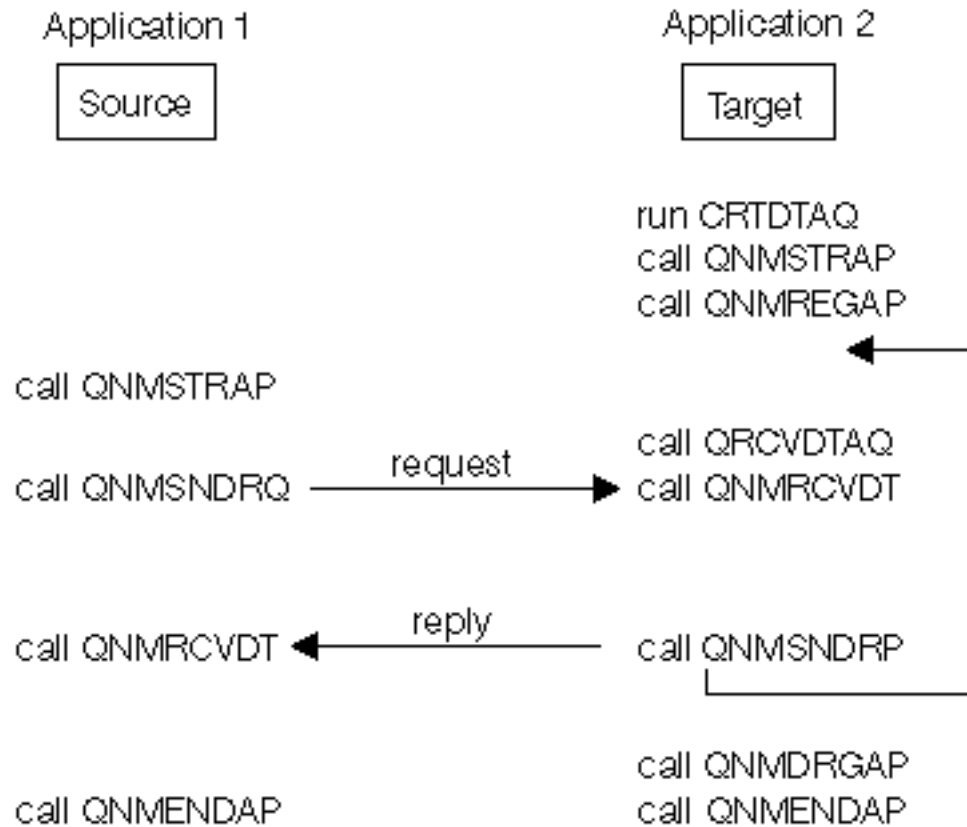 Application 1
Application 2
Source
Target
run CRTDTAQ
call QNMSTRAP
call QNMREGAP
call QNMSTRAP
call QRCVDTAQ
call QNMSNDRQ
request
call QNMRCVDT
call QNMRCVDT
reply
call QNMSNDRP
call QNMDRGAP
call QNMENDAP
call QNMENDAP